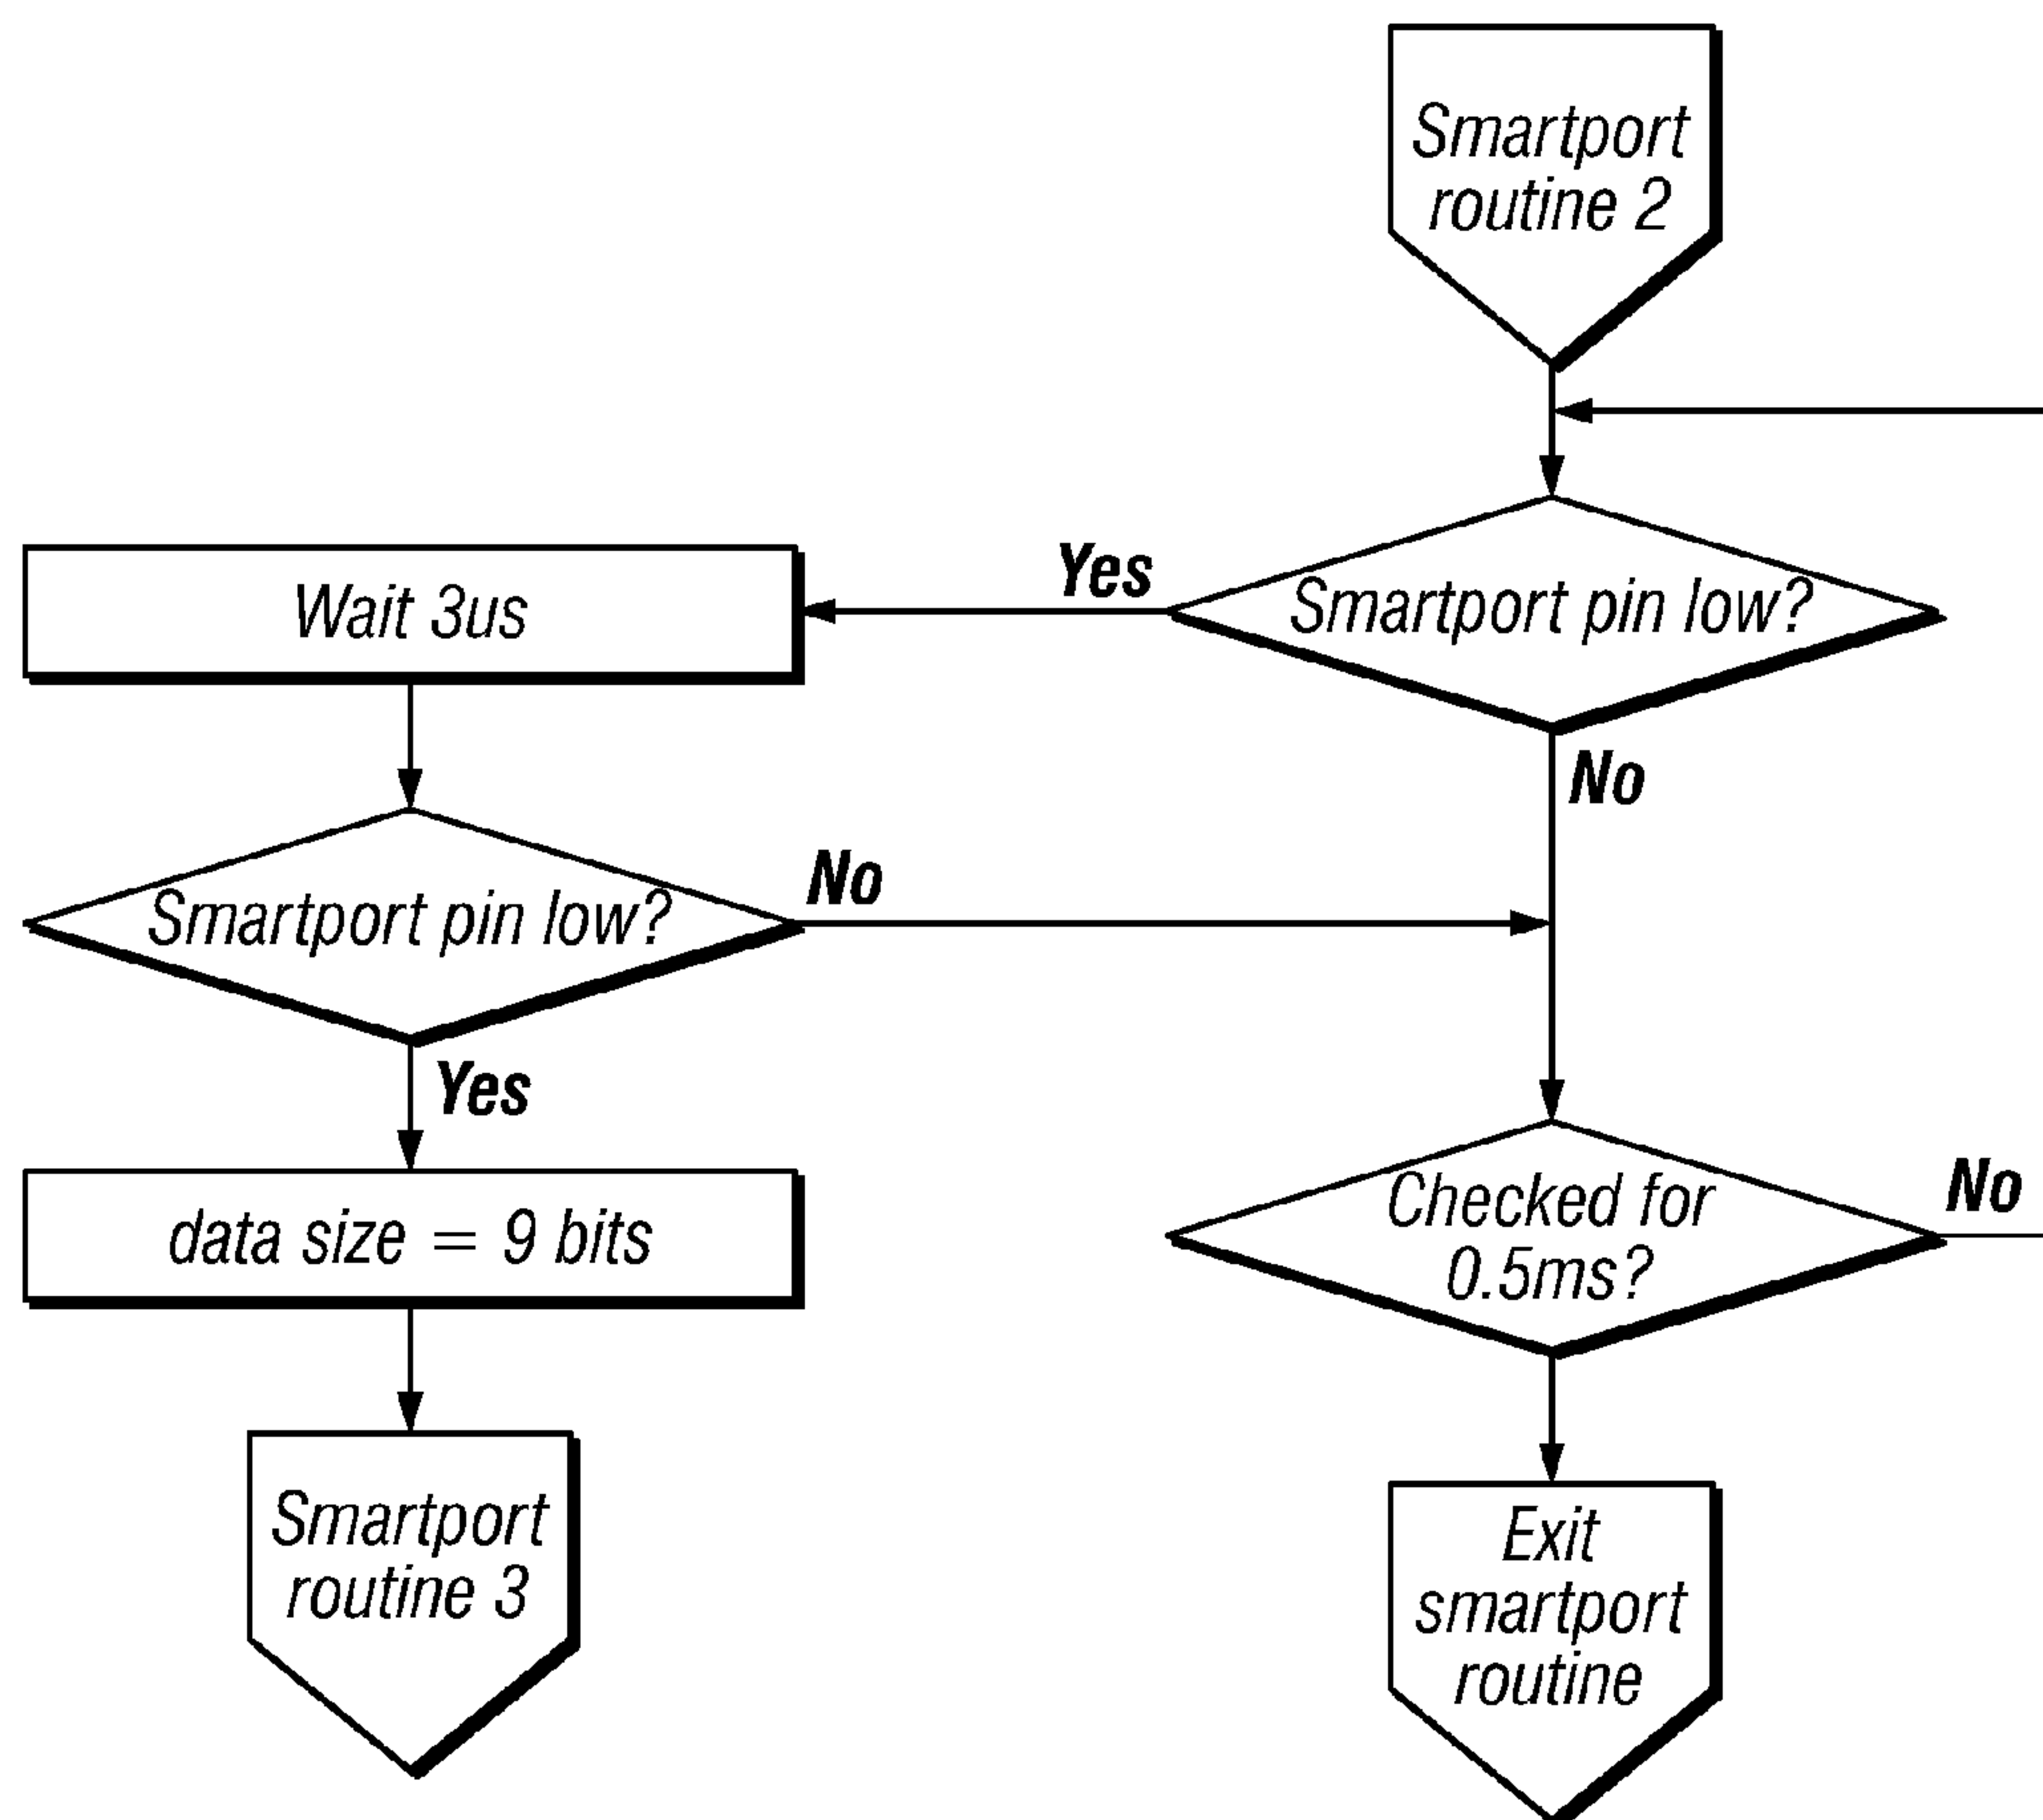 Smartport
routine 2
Yes
Wait 3us
Smartport pin low?
No
No
Smartport pin low?
Yes
Checked for
0.5ms?
No
data size = 9 bits
Smartport
routine 3
Exit
smartport
routine